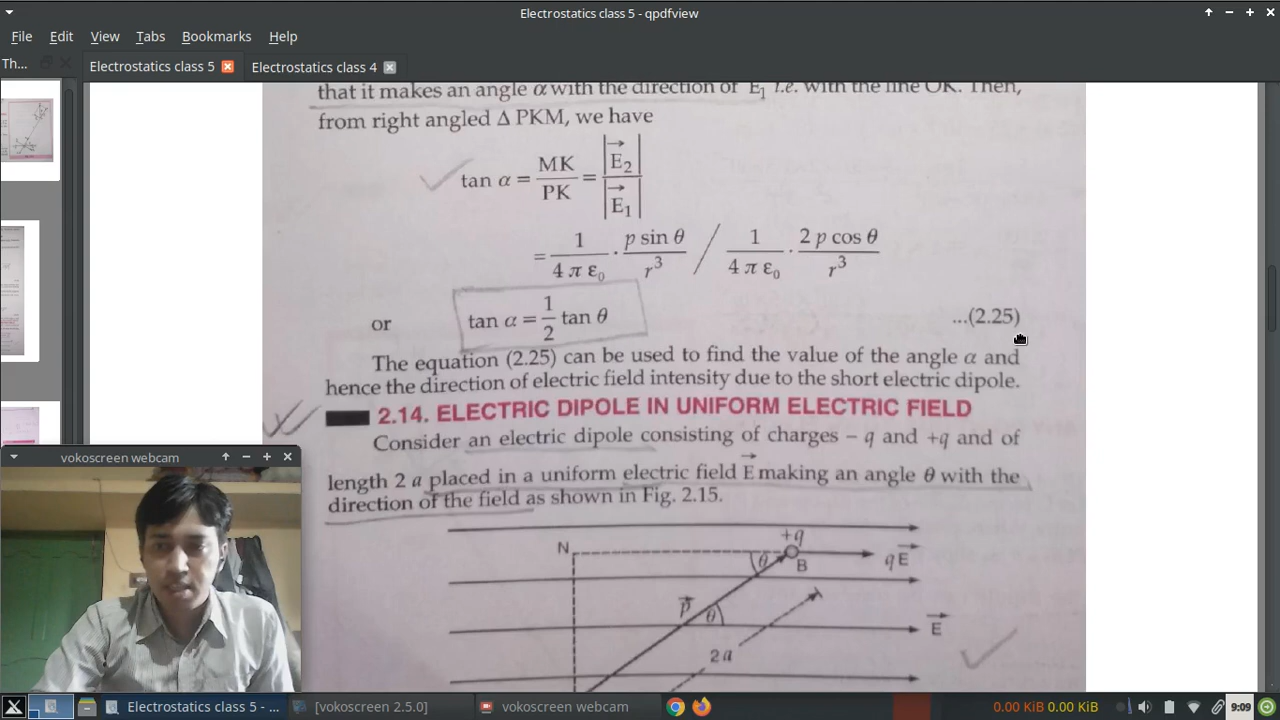 Electrostatics class 5 - qpdfview
File Edit View Tabs Bookmarks Help
Th... Electrostatics class 5 Electrostatics class 4
that it makes an angle α with the direction of E₁ i.e. with the line OK. Then,
from right angled Δ PKM, we have
tan α = MK/PK = |E₂|/|E₁|
= 1/(4 π ε₀) · p sin θ/r³ / 1/(4 π ε₀) · 2 p cos θ/r³
or tan α = 1/2 tan θ ...(2.25)
The equation (2.25) can be used to find the value of the angle α and
hence the direction of electric field intensity due to the short electric dipole.
2.14. ELECTRIC DIPOLE IN UNIFORM ELECTRIC FIELD
Consider an electric dipole consisting of charges – q and +q and of
length 2 a placed in a uniform electric field E making an angle θ with the
direction of the field as shown in Fig. 2.15.
+q
N
θ B qE
p θ
E
2a
vokoscreen webcam
Electrostatics class 5 - ... [vokoscreen 2.5.0] vokoscreen webcam 0.00 KiB 0.00 KiB 9:09